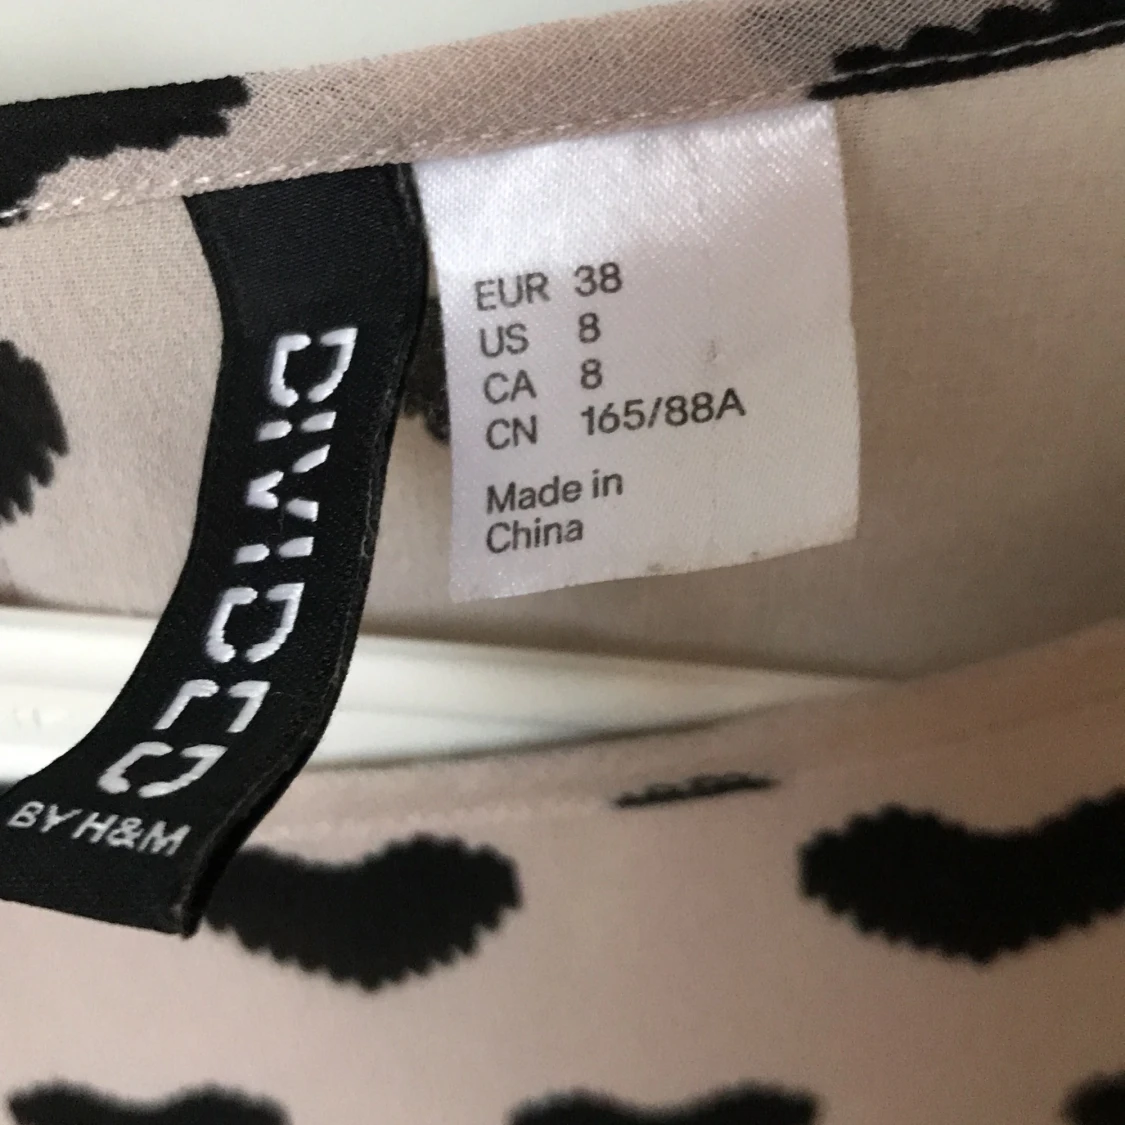 DIVIDED
BY H&M
EUR 38
US 8
CA 8
CN 165/88A
Made in
China